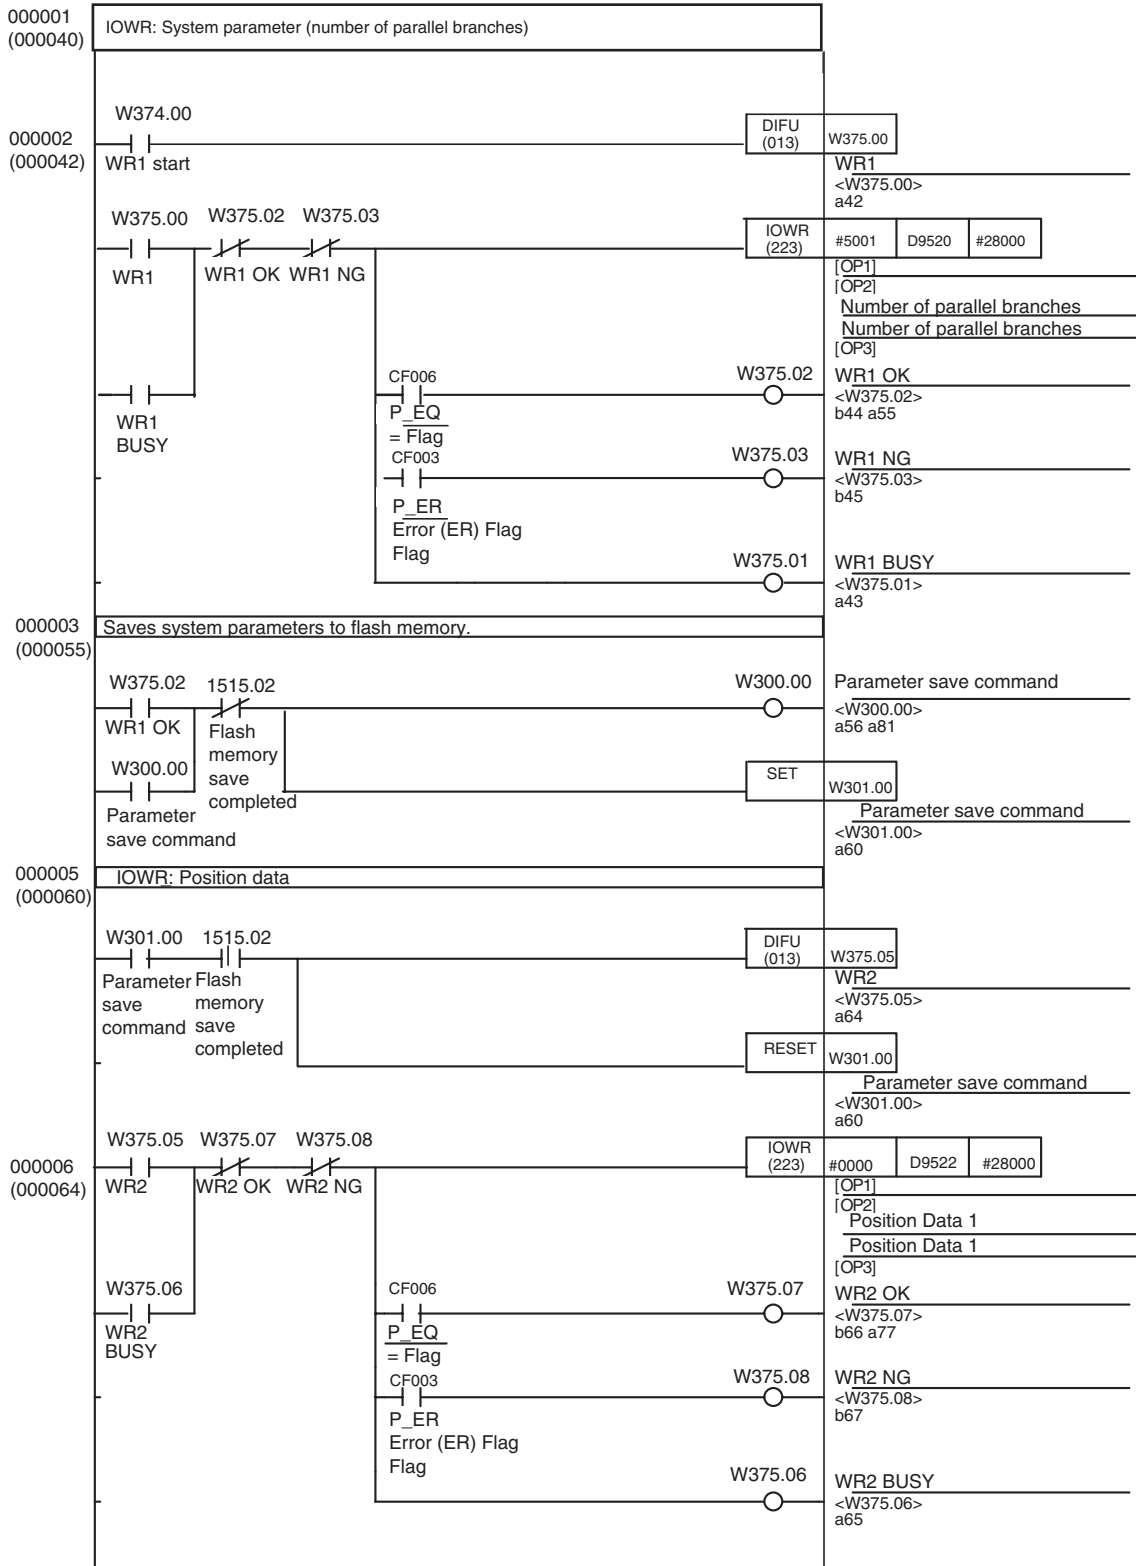 000001
(000040)
IOWR: System parameter (number of parallel branches)
W374.00
000002
(000042)
WR1 start
DIFU
(013)
W375.00
WR1
<W375.00>
a42
W375.00 W375.02 W375.03
WR1 WR1 OK WR1 NG
IOWR
(223)
#5001 D9520 #28000
[OP1]
[OP2]
Number of parallel branches
Number of parallel branches
[OP3]
WR1
BUSY
CF006
P_EQ
= Flag
W375.02
WR1 OK
<W375.02>
b44 a55
CF003
P_ER
Error (ER) Flag
Flag
W375.03
WR1 NG
<W375.03>
b45
W375.01
WR1 BUSY
<W375.01>
a43
000003
(000055)
Saves system parameters to flash memory.
W375.02 1515.02
WR1 OK
Flash
memory
save
completed
W300.00
Parameter save command
<W300.00>
a56 a81
W300.00
Parameter
save command
SET
W301.00
Parameter save command
<W301.00>
a60
000005
(000060)
IOWR: Position data
W301.00 1515.02
Parameter
save
command
Flash
memory
save
completed
DIFU
(013)
W375.05
WR2
<W375.05>
a64
RESET
W301.00
Parameter save command
<W301.00>
a60
000006
(000064)
W375.05 W375.07 W375.08
WR2 WR2 OK WR2 NG
IOWR
(223)
#0000 D9522 #28000
[OP1]
[OP2]
Position Data 1
Position Data 1
[OP3]
W375.06
WR2
BUSY
CF006
P_EQ
= Flag
W375.07
WR2 OK
<W375.07>
b66 a77
CF003
P_ER
Error (ER) Flag
Flag
W375.08
WR2 NG
<W375.08>
b67
W375.06
WR2 BUSY
<W375.06>
a65